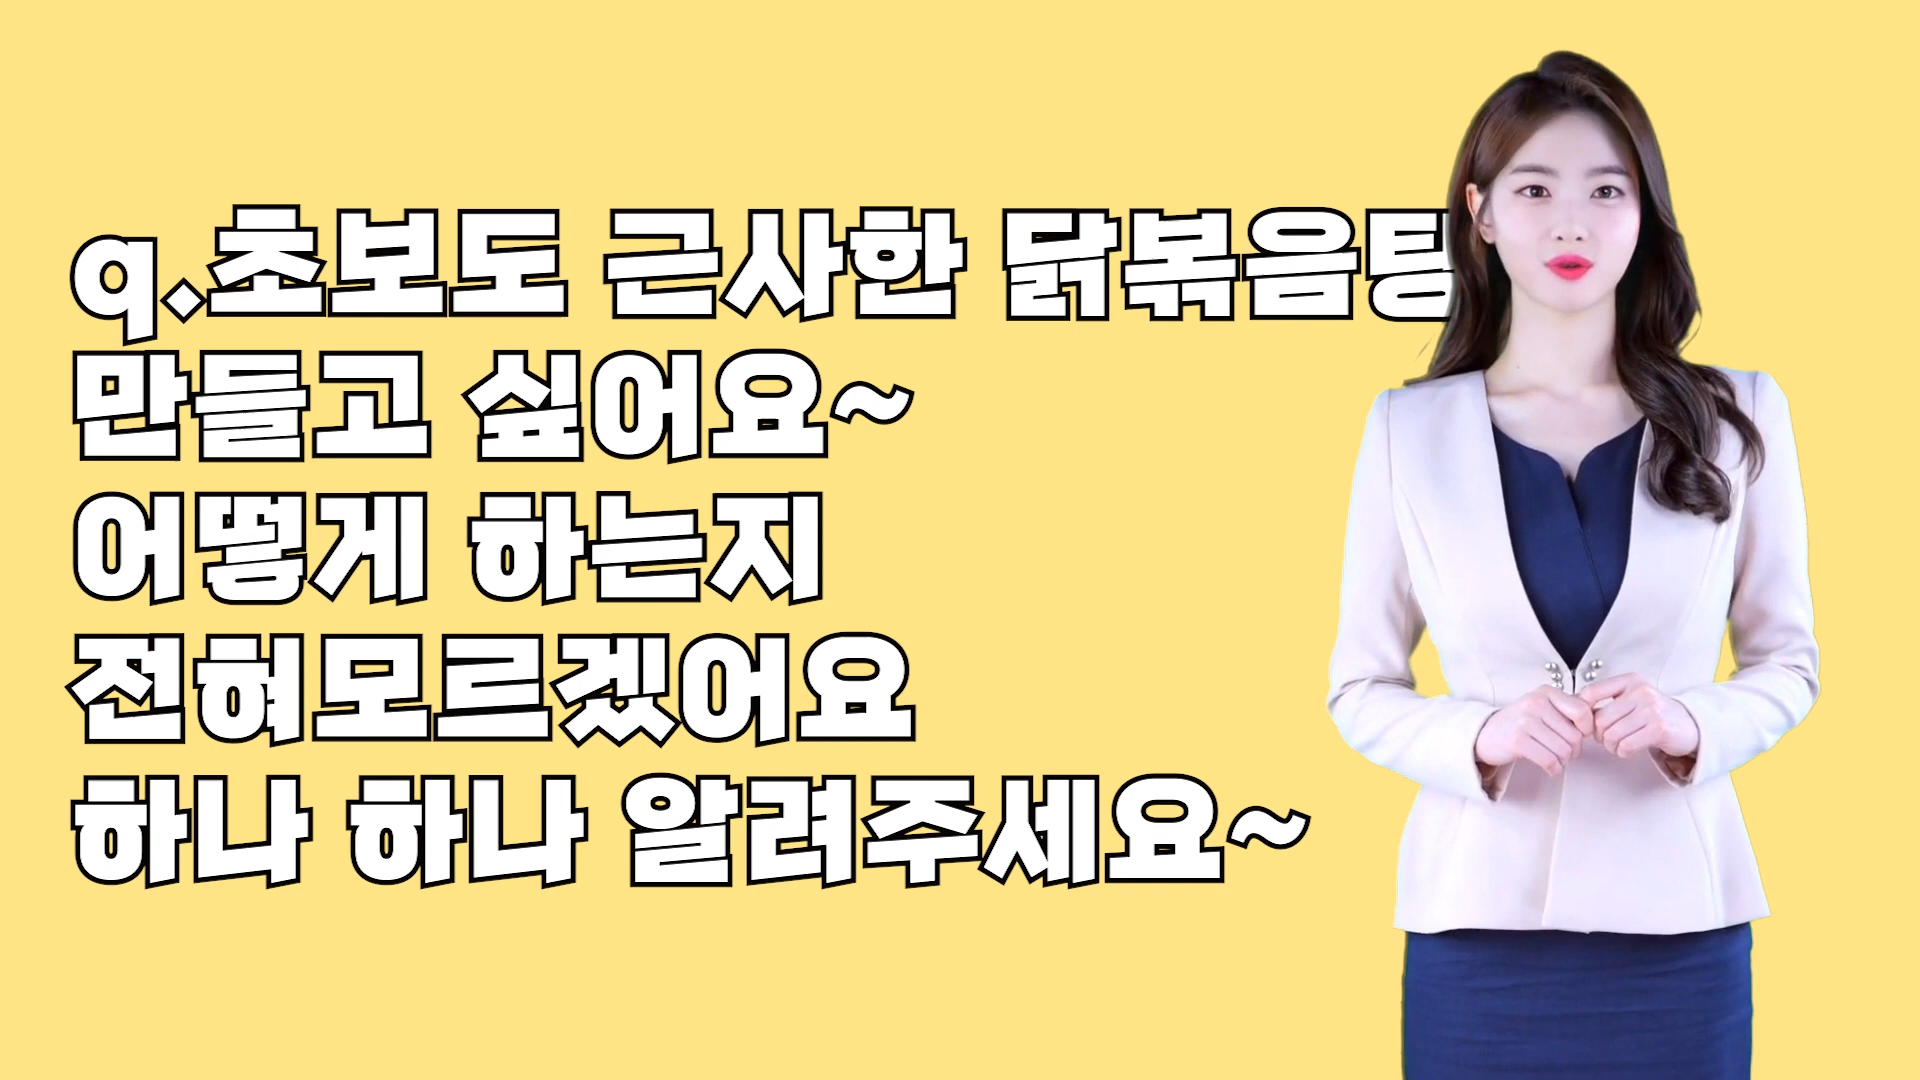 q.초보도 근사한 닭볶음탕
만들고 싶어요~
어떻게 하는지
전혀모르겠어요
하나 하나 알려주세요~